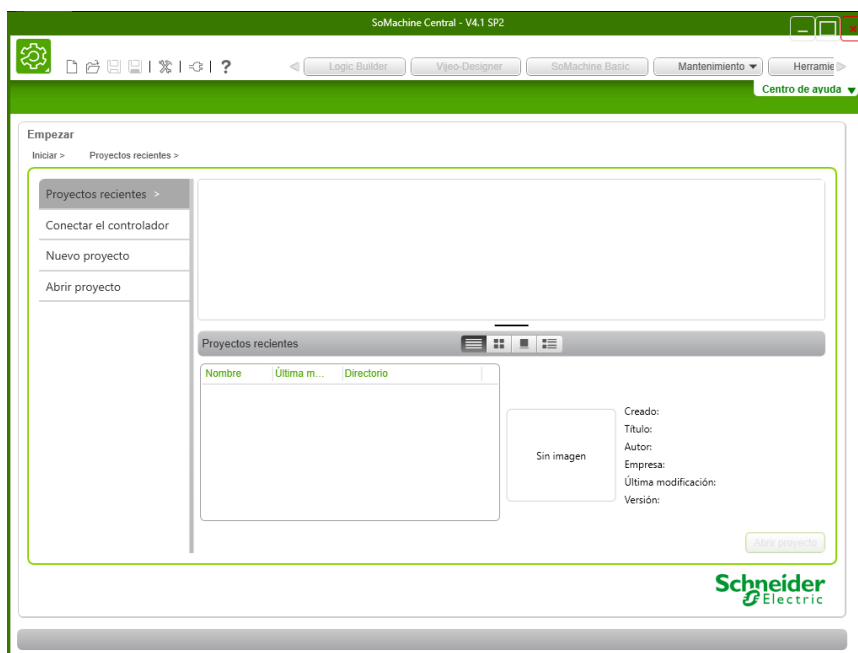 SoMachine Central - V4.1 SP2
? Logic Builder Vijeo-Designer SoMachine Basic Mantenimiento Herramie
Centro de ayuda
Empezar
Iniciar > Proyectos recientes >
Proyectos recientes >
Conectar el controlador
Nuevo proyecto
Abrir proyecto
Proyectos recientes
Nombre Última m... Directorio
Sin imagen
Creado:
Título:
Autor:
Empresa:
Última modificación:
Versión:
Abrir proyecto
Schneider
Electric